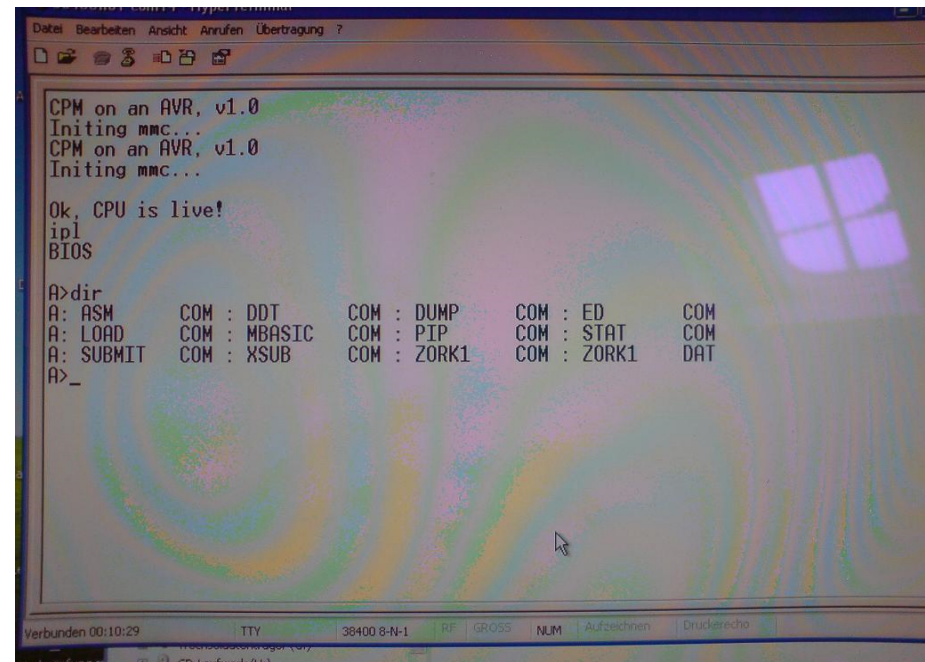 HyperTerminal
Datei Bearbeiten Ansicht Anrufen Übertragung ?
CPM on an AVR, v1.0
Initing mmc...
CPM on an AVR, v1.0
Initing mmc...
Ok, CPU is live!
ipl
BIOS
A>dir
A: ASM COM : DDT COM : DUMP COM : ED COM
A: LOAD COM : MBASIC COM : PIP COM : STAT COM
A: SUBMIT COM : XSUB COM : ZORK1 COM : ZORK1 DAT
A>_
Verbunden 00:10:29 TTY 38400 8-N-1 RF GROSS NUM Aufzeichnen Druckerecho